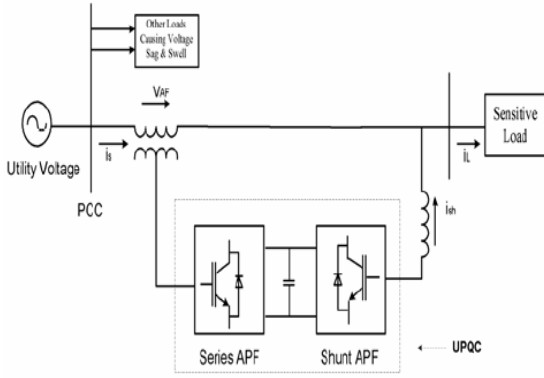 Other Loads
Causing Voltage
Sag & Swell
VAF
Utility Voltage
is
PCC
iL
Sensitive
Load
ish
Series APF
Shunt APF
UPQC